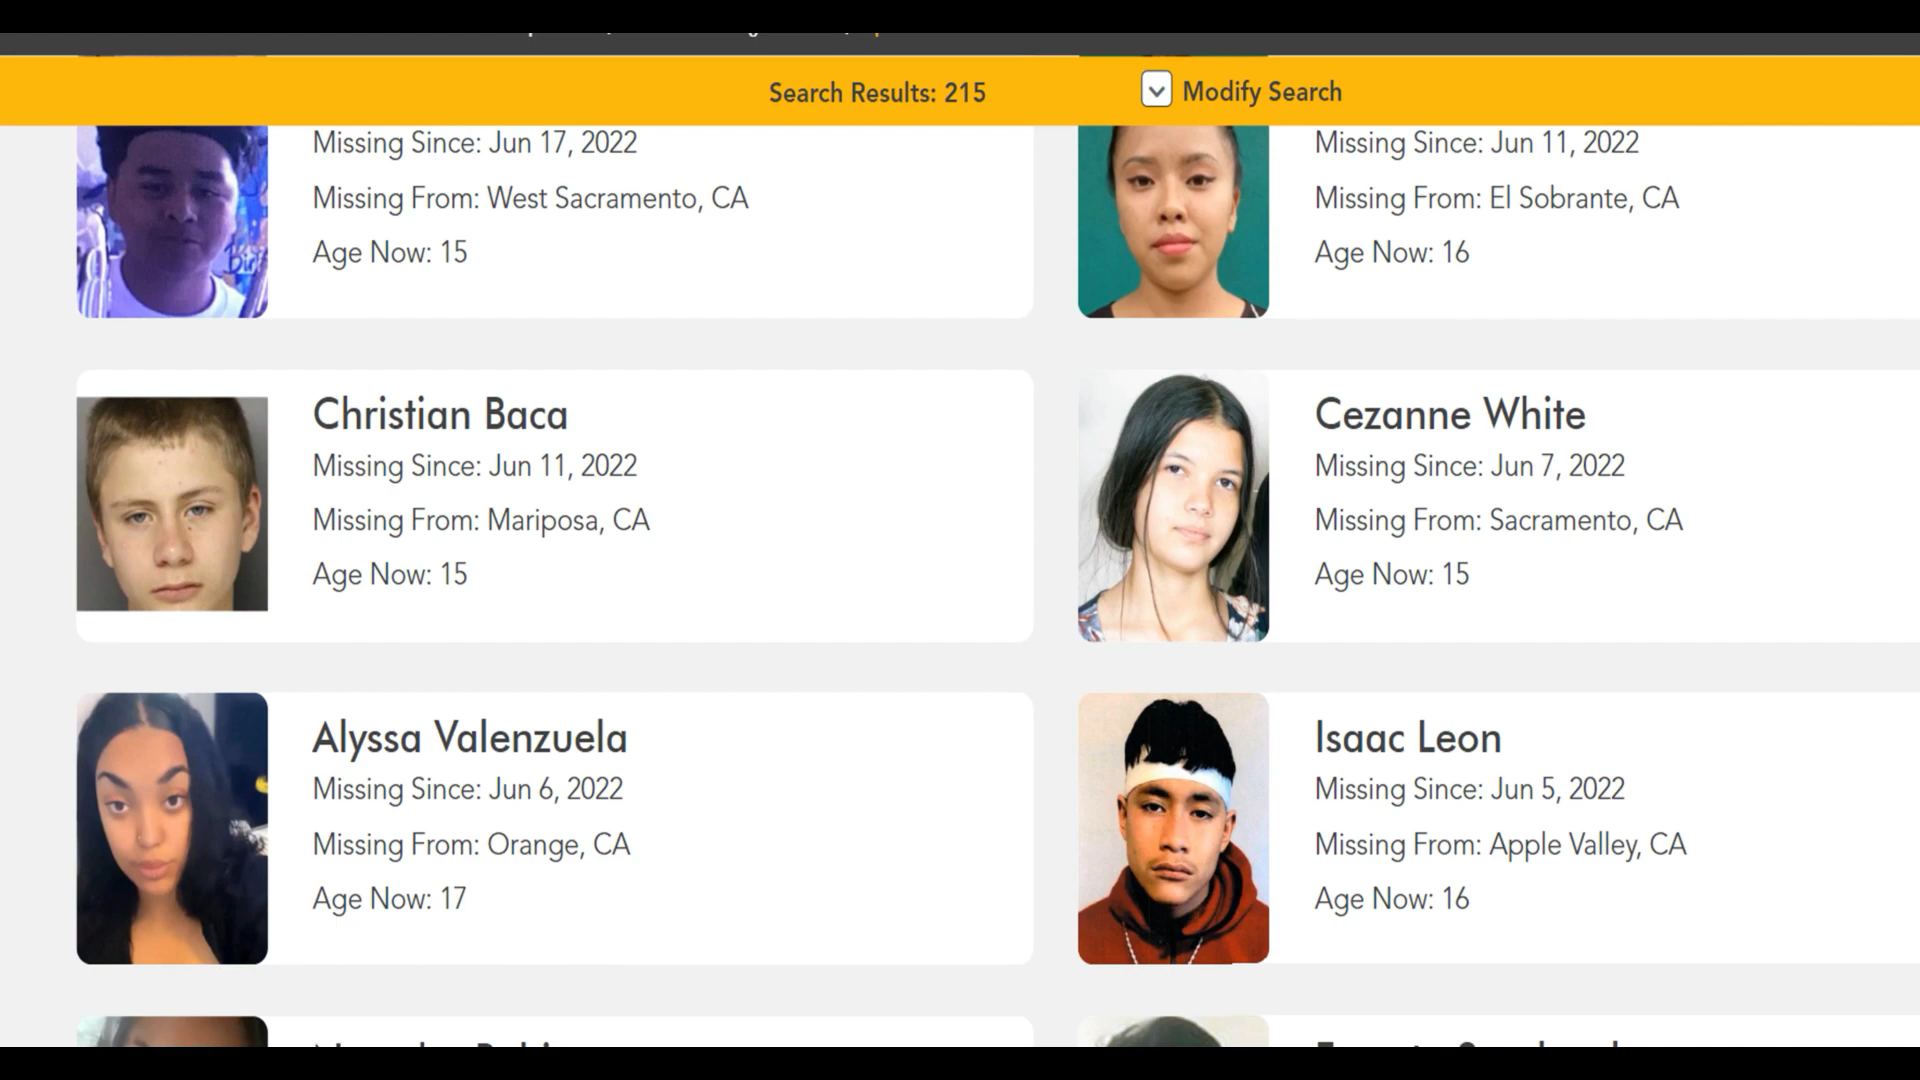 Search Results: 215
Modify Search
Missing Since: Jun 17, 2022
Missing From: West Sacramento, CA
Age Now: 15
Missing Since: Jun 11, 2022
Missing From: El Sobrante, CA
Age Now: 16
Christian Baca
Missing Since: Jun 11, 2022
Missing From: Mariposa, CA
Age Now: 15
Cezanne White
Missing Since: Jun 7, 2022
Missing From: Sacramento, CA
Age Now: 15
Alyssa Valenzuela
Missing Since: Jun 6, 2022
Missing From: Orange, CA
Age Now: 17
Isaac Leon
Missing Since: Jun 5, 2022
Missing From: Apple Valley, CA
Age Now: 16